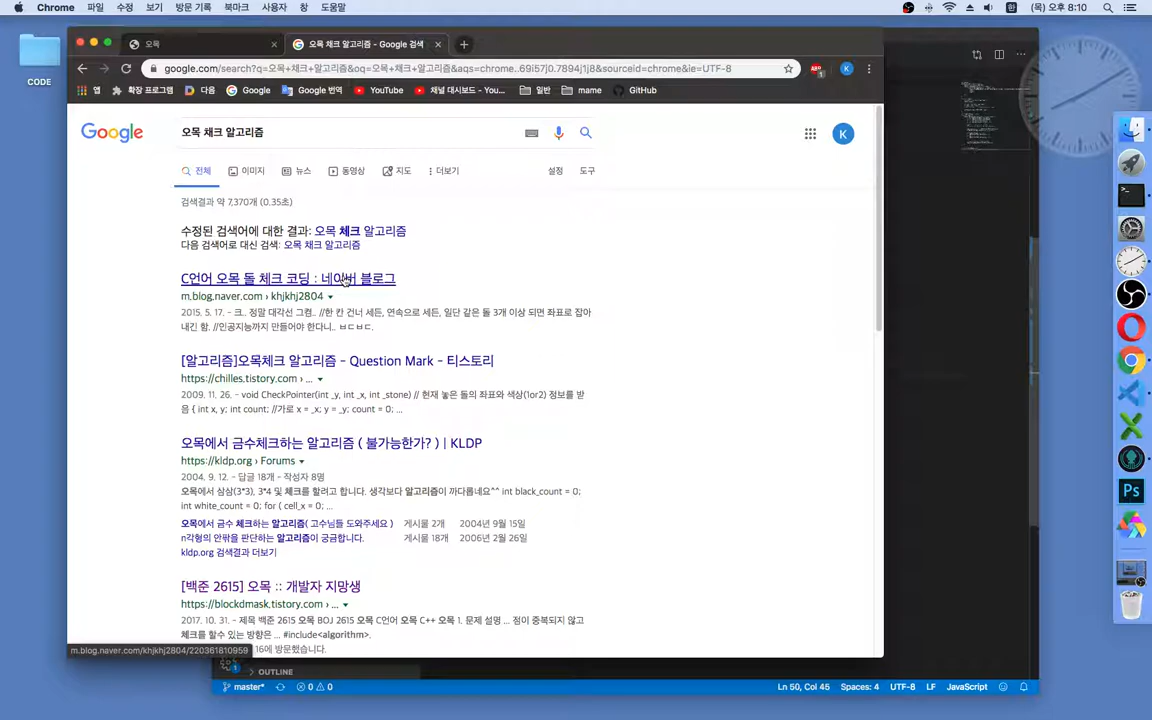 Chrome 파일 수정 보기 방문 기록 북마크 사용자 창 도움말 한 (목) 오후 8:10
오목
오목 채크 알고리즘 - Google 검색
google.com/search?q=오목+채크+알고리즘&oq=오목+채크+알고리즘&aqs=chrome..69i57j0.7894j1j8&sourceid=chrome&ie=UTF-8
K
앱 확장 프로그램 다음 Google Google 번역 YouTube 채널 대시보드 - You... 일반 mame GitHub
CODE
Google
오목 채크 알고리즘
K
전체 이미지 뉴스 동영상 지도 더보기 설정 도구
검색결과 약 7,370개 (0.35초)
수정된 검색어에 대한 결과: 오목 체크 알고리즘
다음 검색어로 대신 검색: 오목 채크 알고리즘
C언어 오목 돌 체크 코딩 : 네이버 블로그
m.blog.naver.com › khjkhj2804
2015. 5. 17. - 크.. 정말 대각선 그켬.. //한 칸 건너 세든, 연속으로 세든, 일단 같은 돌 3개 이상 되면 좌표로 잡아
내긴 함. //인공지능까지 만들어야 한다니.. ㅂㄷㅂㄷ.
[알고리즘]오목체크 알고리즘 - Question Mark - 티스토리
https://chilles.tistory.com › ...
2009. 11. 26. - void CheckPointer(int _y, int _x, int _stone) // 현재 놓은 돌의 좌표와 색상(1or2) 정보를 받
음 { int x, y; int count; //가로 x = _x; y = _y; count = 0; ...
오목에서 금수체크하는 알고리즘 ( 불가능한가? ) | KLDP
https://kldp.org › Forums
2004. 9. 12. - 답글 18개 - 작성자 8명
오목에서 삼삼(3*3), 3*4 및 체크를 할려고 합니다. 생각보다 알고리즘이 까다롭네요^^ int black_count = 0;
int white_count = 0; for ( cell_x = 0; ...
오목에서 금수 체크하는 알고리즘( 고수님들 도와주세요 ) 게시물 2개 2004년 9월 15일
n각형의 안팎을 판단하는 알고리즘이 궁금합니다. 게시물 18개 2006년 2월 26일
kldp.org 검색결과 더보기
[백준 2615] 오목 :: 개발자 지망생
https://blockdmask.tistory.com › ...
2017. 10. 31. - 제목 백준 2615 오목 BOJ 2615 오목 C언어 오목 C++ 오목 1. 문제 설명 ... 점이 중복되지 않고
체크를 할수 있는 방향은 ... #include<algorithm>.
16에 방문했습니다.
m.blog.naver.com/khjkhj2804/220361810959
OUTLINE
master* 0 0 Ln 50, Col 45 Spaces: 4 UTF-8 LF JavaScript
Ps